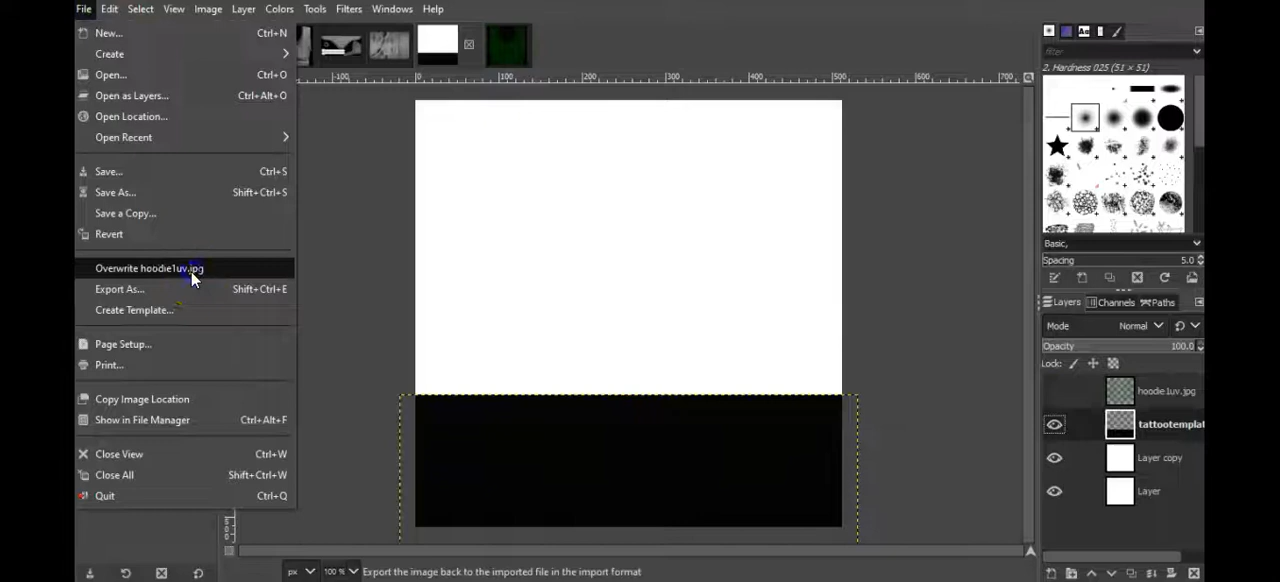 File Edit Select View Image Layer Colors Tools Filters Windows Help
New... Ctrl+N
Create
Open... Ctrl+O
Open as Layers... Ctrl+Alt+O
Open Location...
Open Recent
Save... Ctrl+S
Save As... Shift+Ctrl+S
Save a Copy...
Revert
Overwrite hoodie1uv.jpg
Export As... Shift+Ctrl+E
Create Template...
Page Setup...
Print...
Copy Image Location
Show in File Manager Ctrl+Alt+F
Close View Ctrl+W
Close All Shift+Ctrl+W
Quit Ctrl+Q
100 0 100 200 300 400 500 600 700
500
px 100 % Export the image back to the imported file in the import format
filter
2. Hardness 025 (51 × 51)
Basic,
Spacing 5.0
Layers Channels Paths
Mode Normal
Opacity 100.0
Lock:
hoodie1uv.jpg
tattootemplat
Layer copy
Layer